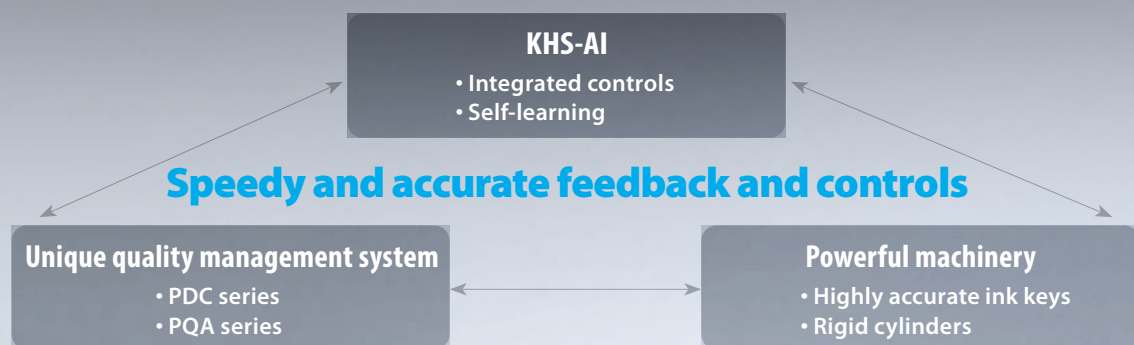 KHS-AI
• Integrated controls
• Self-learning
Speedy and accurate feedback and controls
Unique quality management system
• PDC series
• PQA series
Powerful machinery
• Highly accurate ink keys
• Rigid cylinders